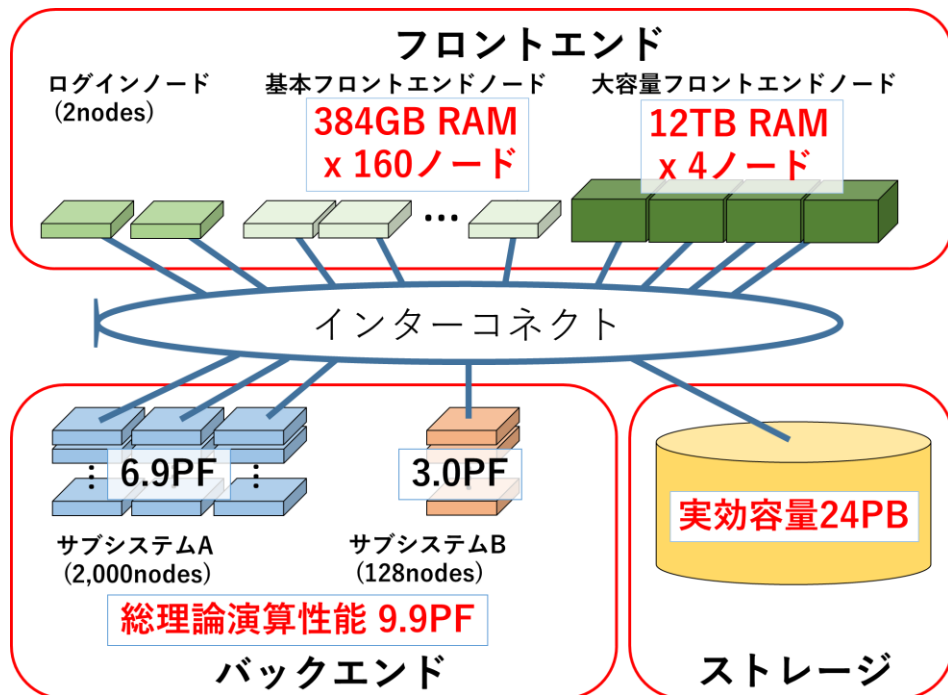 フロントエンド
ログインノード
(2nodes)
基本フロントエンドノード
384GB RAM
x 160ノード
大容量フロントエンドノード
12TB RAM
x 4ノード
…
インターコネクト
6.9PF
サブシステムA
(2,000nodes)
3.0PF
サブシステムB
(128nodes)
総理論演算性能 9.9PF
バックエンド
実効容量24PB
ストレージ